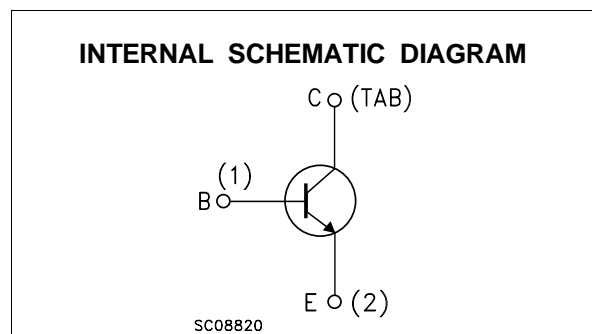 INTERNAL SCHEMATIC DIAGRAM
C (TAB)
(1)
B
E (2)
SC08820